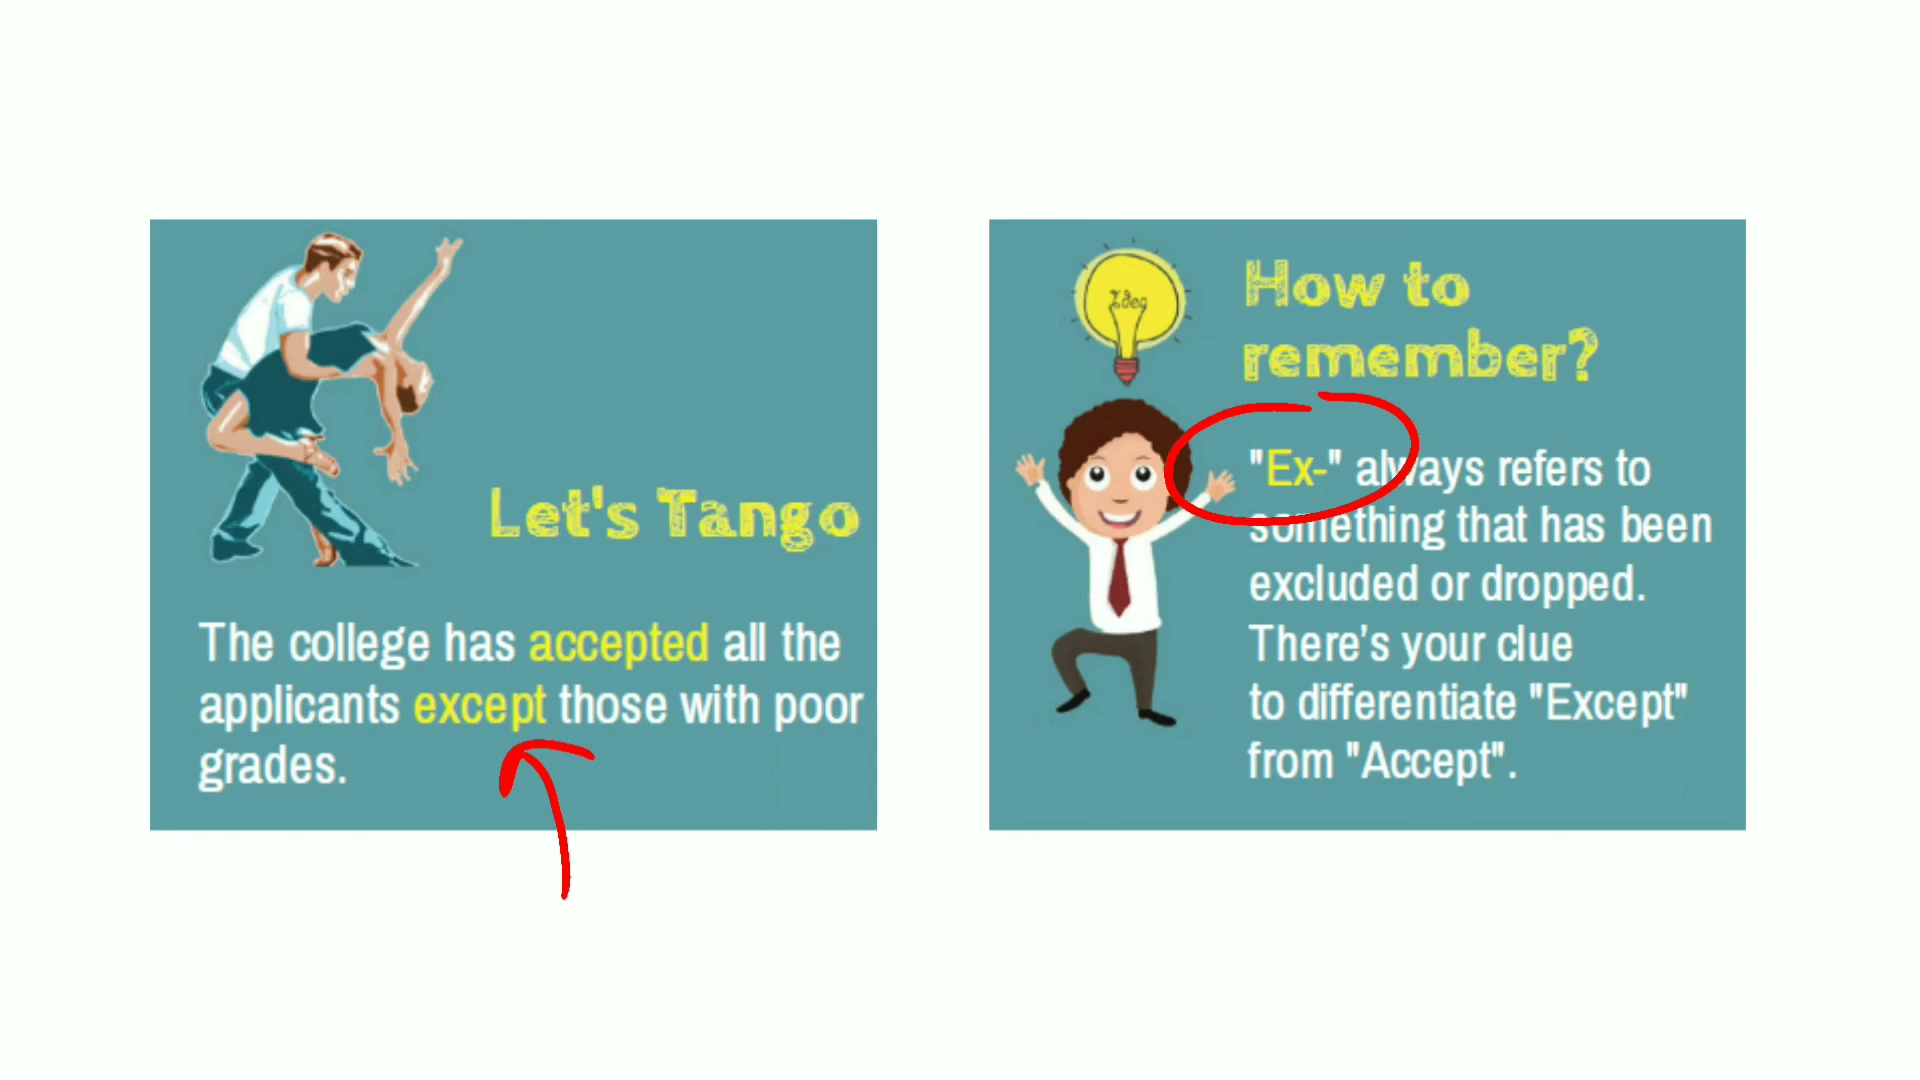 Let's Tango
The college has accepted all the
applicants except those with poor
grades.
Idea
How to
remember?
"Ex-" always refers to
something that has been
excluded or dropped.
There's your clue
to differentiate "Except"
from "Accept".